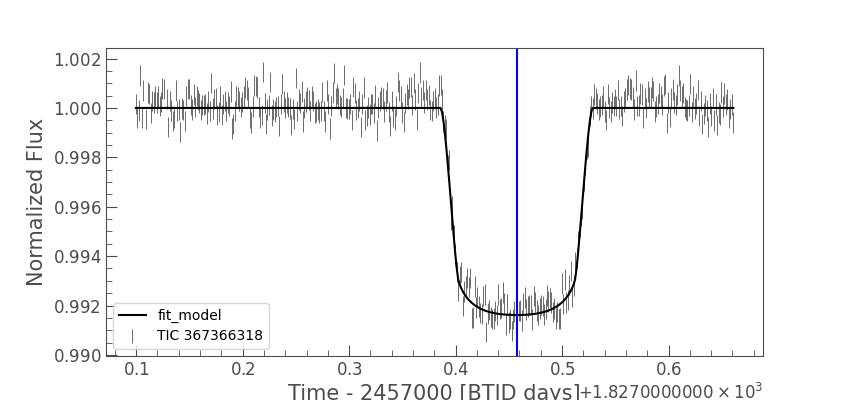 1.002
1.000
0.998
0.996
0.994
0.992
0.990
Normalized Flux
fit_model
TIC 367366318
0.1 0.2 0.3 0.4 0.5 0.6
Time - 2457000 [BTJD days]
+1.8270000000 × 10³